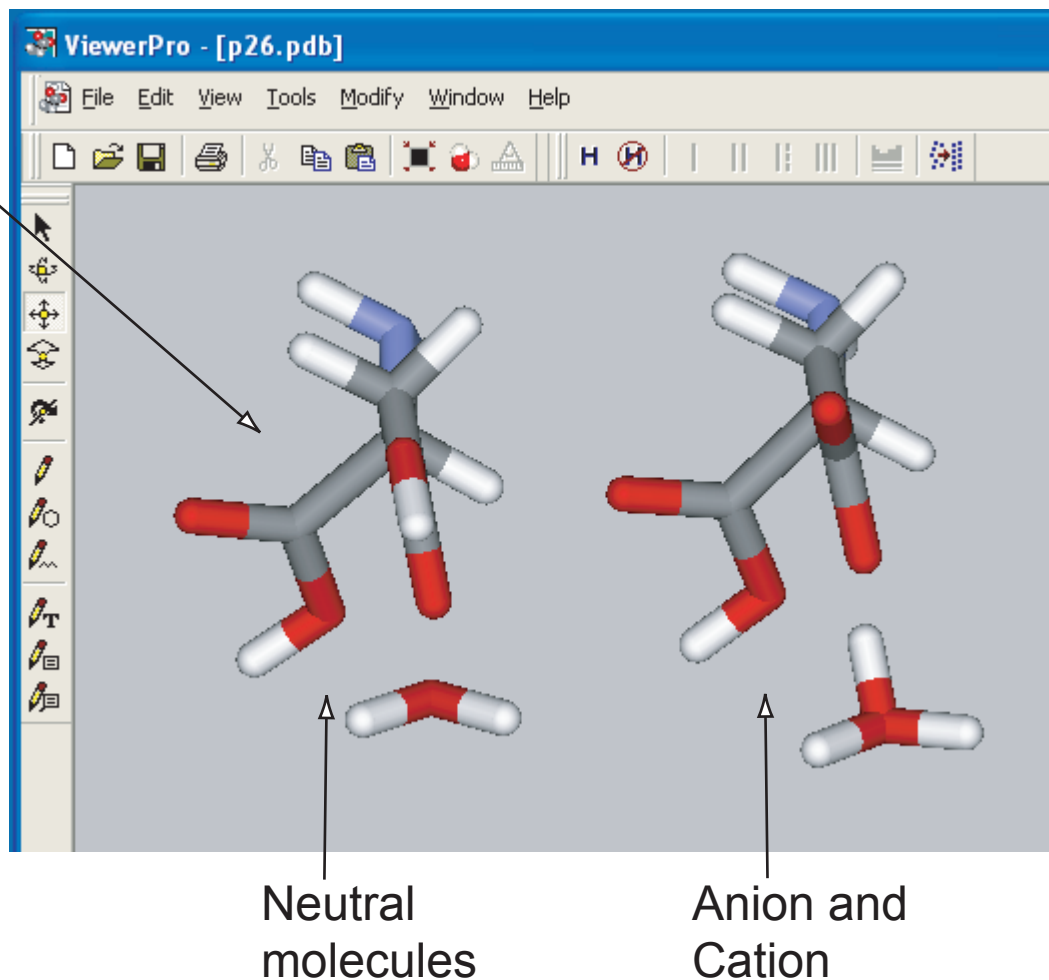 ViewerPro - [p26.pdb]
File Edit View Tools Modify Window Help
H H
T
Neutral
molecules
Anion and
Cation